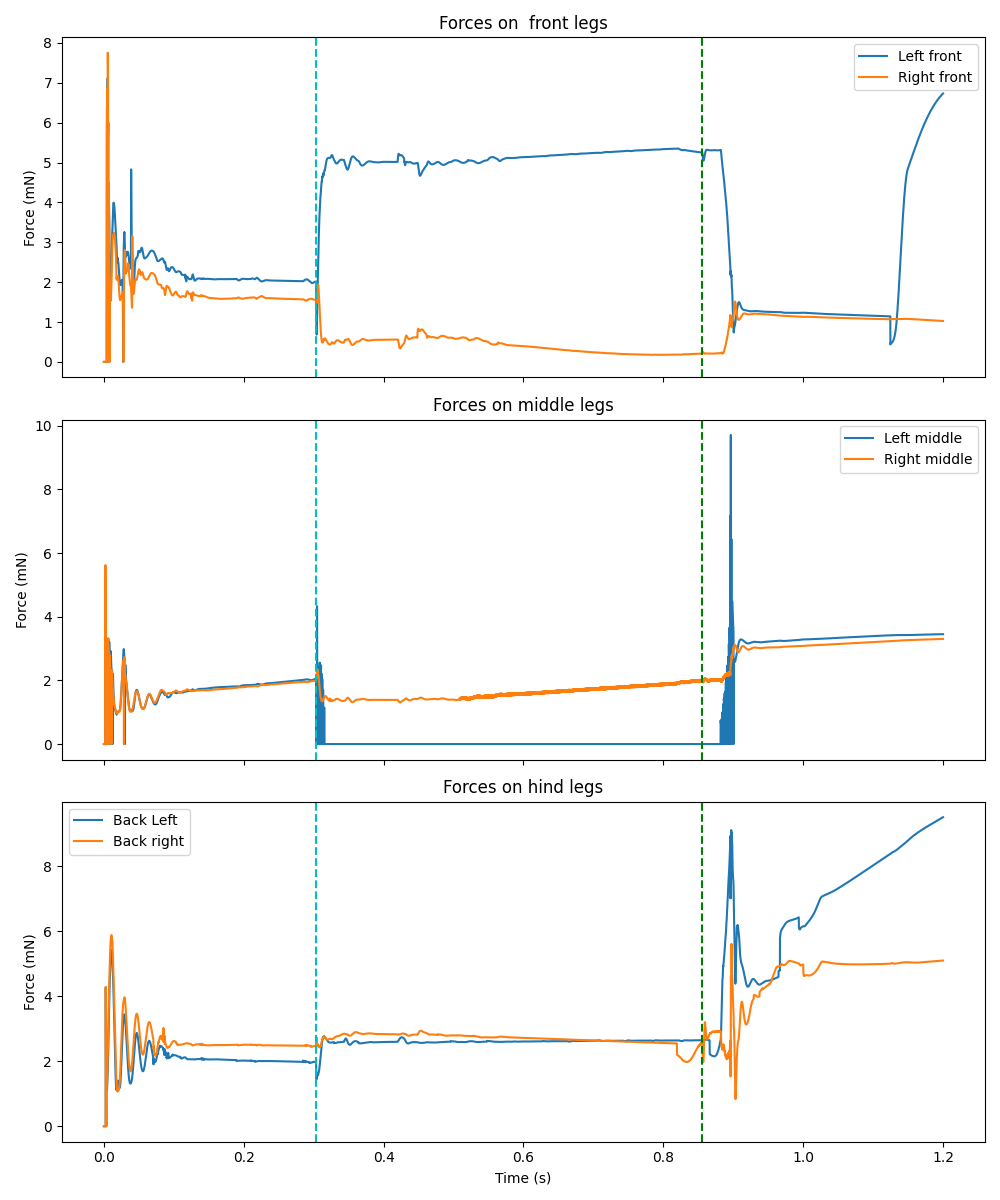 Forces on  front legs
8
7
6
5
4
3
2
1
0
Force (mN)
Left front
Right front
Forces on middle legs
10
8
6
4
2
0
Force (mN)
Left middle
Right middle
Forces on hind legs
8
6
4
2
0
Force (mN)
Back Left
Back right
0.0 0.2 0.4 0.6 0.8 1.0 1.2
Time (s)